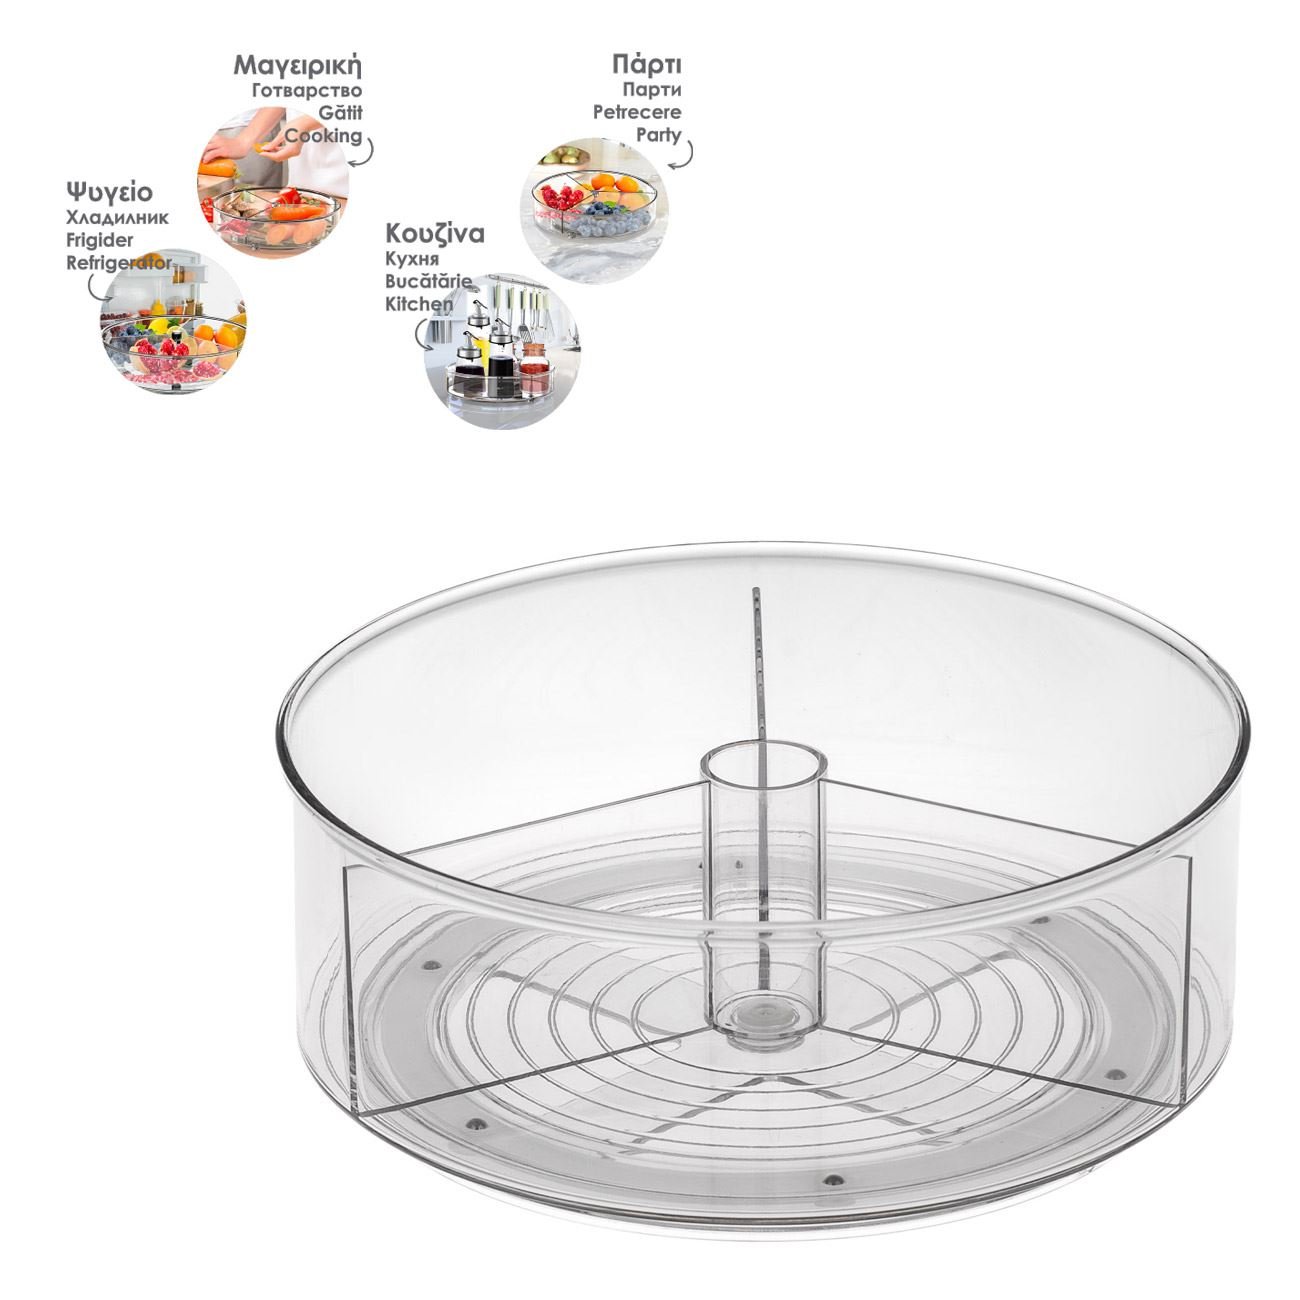 Μαγειρική
Готварство
Gătit
Cooking
Πάρτι
Парти
Petrecere
Party
Ψυγείο
Хладилник
Frigider
Refrigerator
Κουζίνα
Кухня
Bucătărie
Kitchen